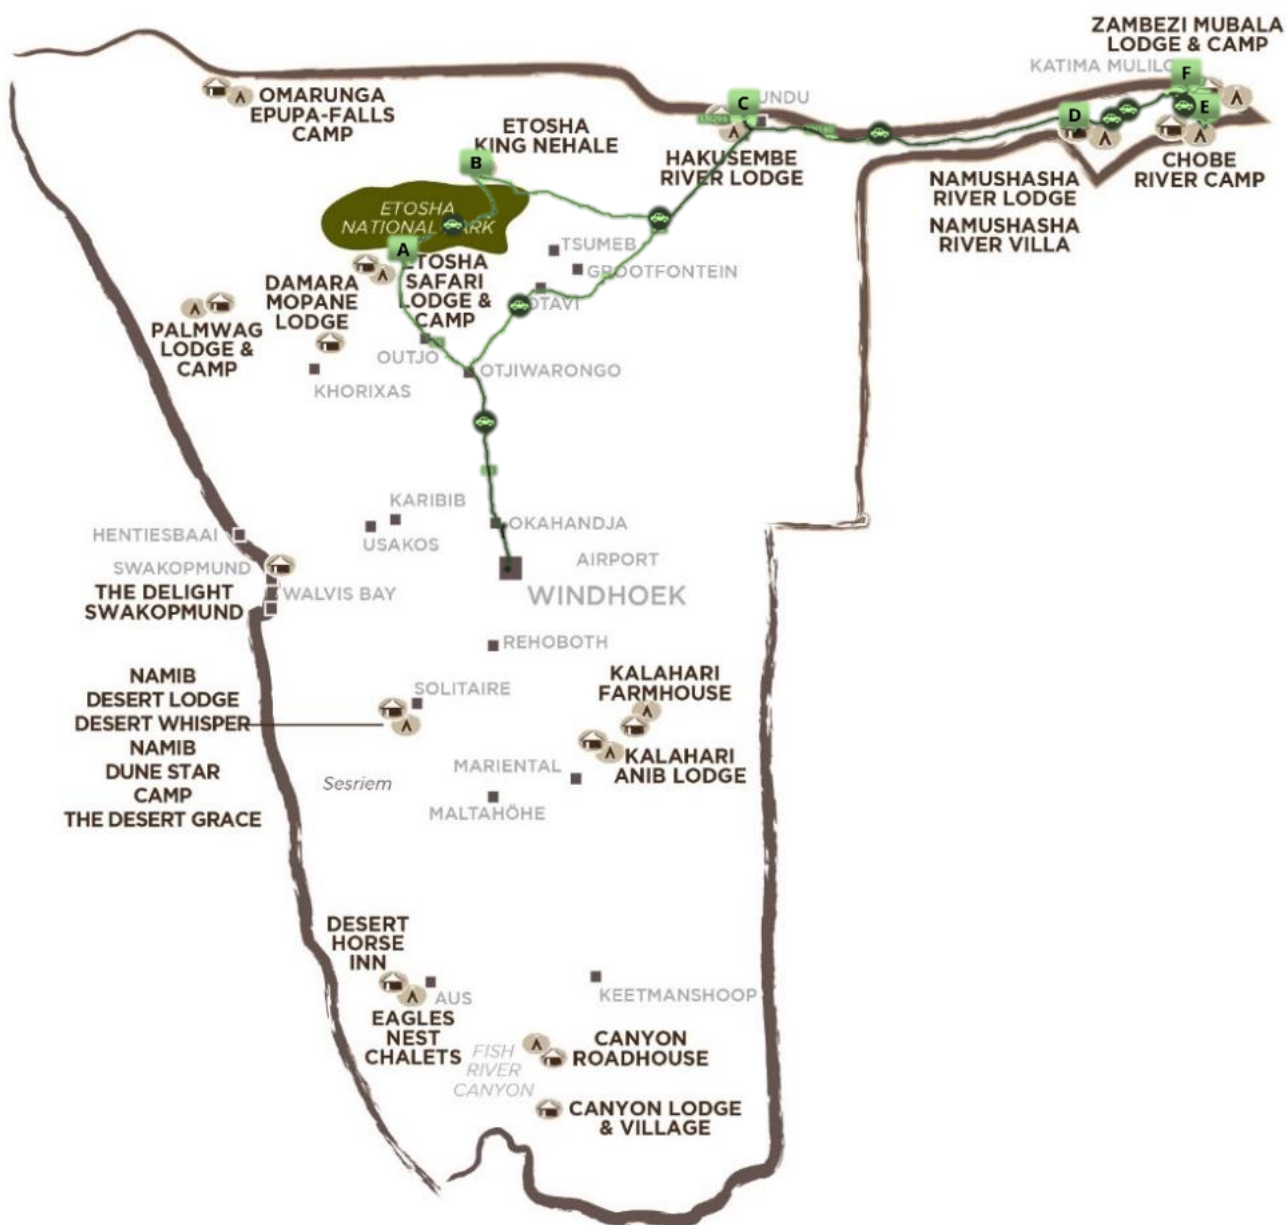 ZAMBEZI MUBALA
LODGE & CAMP
KATIMA MULILO
F
E
D
C
UNDU
OMARUNGA
EPUPA-FALLS
CAMP
ETOSHA
KING NEHALE
B
HAKUSEMBE
RIVER LODGE
CHOBE
RIVER CAMP
NAMUSHASHA
RIVER LODGE
NAMUSHASHA
RIVER VILLA
ETOSHA
NATIONAL PARK
A
TSUMEB
GROOTFONTEIN
OTAVI
ETOSHA
SAFARI
LODGE &
CAMP
DAMARA
MOPANE
LODGE
PALMWAG
LODGE &
CAMP
OUTJO
OTJIWARONGO
KHORIXAS
KARIBIB
USAKOS
OKAHANDJA
HENTIESBAAI
AIRPORT
SWAKOPMUND
WINDHOEK
WALVIS BAY
THE DELIGHT
SWAKOPMUND
REHOBOTH
NAMIB
DESERT LODGE
DESERT WHISPER
NAMIB
DUNE STAR
CAMP
THE DESERT GRACE
SOLITAIRE
KALAHARI
FARMHOUSE
KALAHARI
ANIB LODGE
MARIENTAL
Sesriem
MALTAHÖHE
DESERT
HORSE
INN
AUS
KEETMANSHOOP
EAGLES
NEST
CHALETS
FISH
RIVER
CANYON
CANYON
ROADHOUSE
CANYON LODGE
& VILLAGE